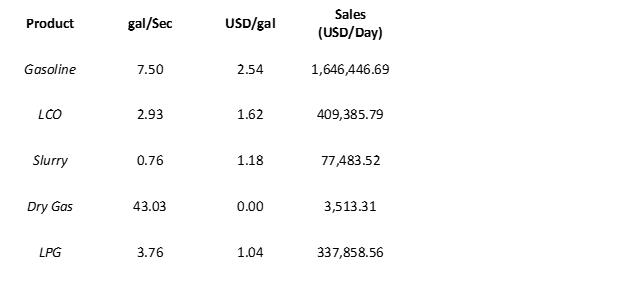 Product gal/Sec USD/gal Sales (USD/Day)
Gasoline 7.50 2.54 1,646,446.69
LCO 2.93 1.62 409,385.79
Slurry 0.76 1.18 77,483.52
Dry Gas 43.03 0.00 3,513.31
LPG 3.76 1.04 337,858.56